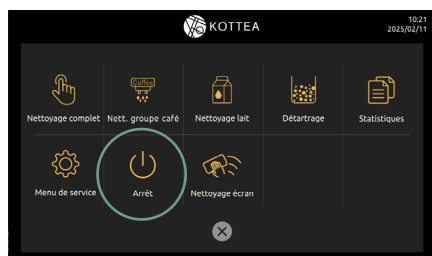 KOTTEA
10:21
2025/02/11
Coffee
Nettoyage complet
Nett. groupe café
Nettoyage lait
Détartrage
Statistiques
Menu de service
Arrêt
Nettoyage écran